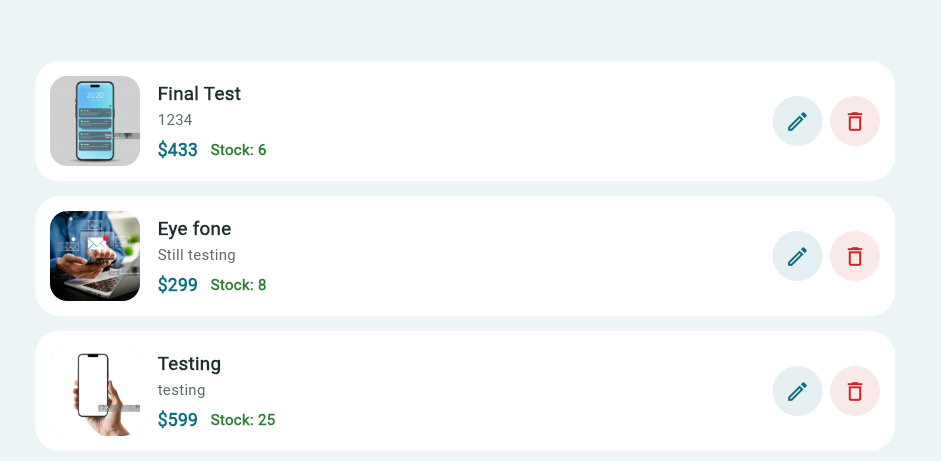 Final Test
1234
$433 Stock: 6
Eye fone
Still testing
$299 Stock: 8
Testing
testing
$599 Stock: 25